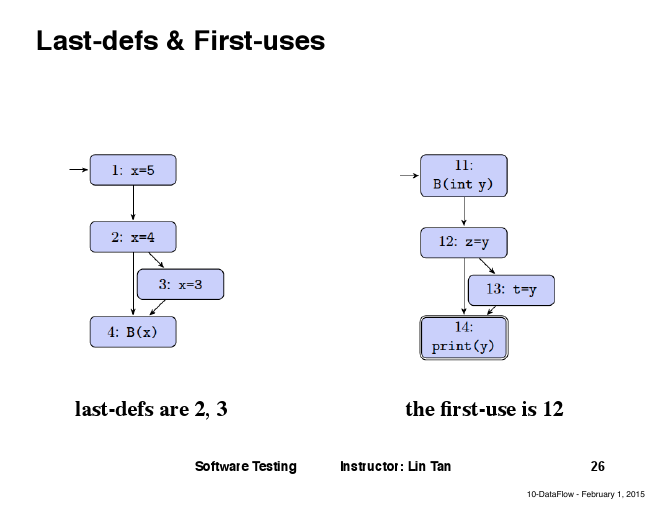 Last-defs & First-uses
1: x=5
2: x=4
3: x=3
4: B(x)
last-defs are 2, 3
11:
B(int y)
12: z=y
13: t=y
14:
print(y)
the first-use is 12
Software Testing Instructor: Lin Tan 26
10-DataFlow - February 1, 2015